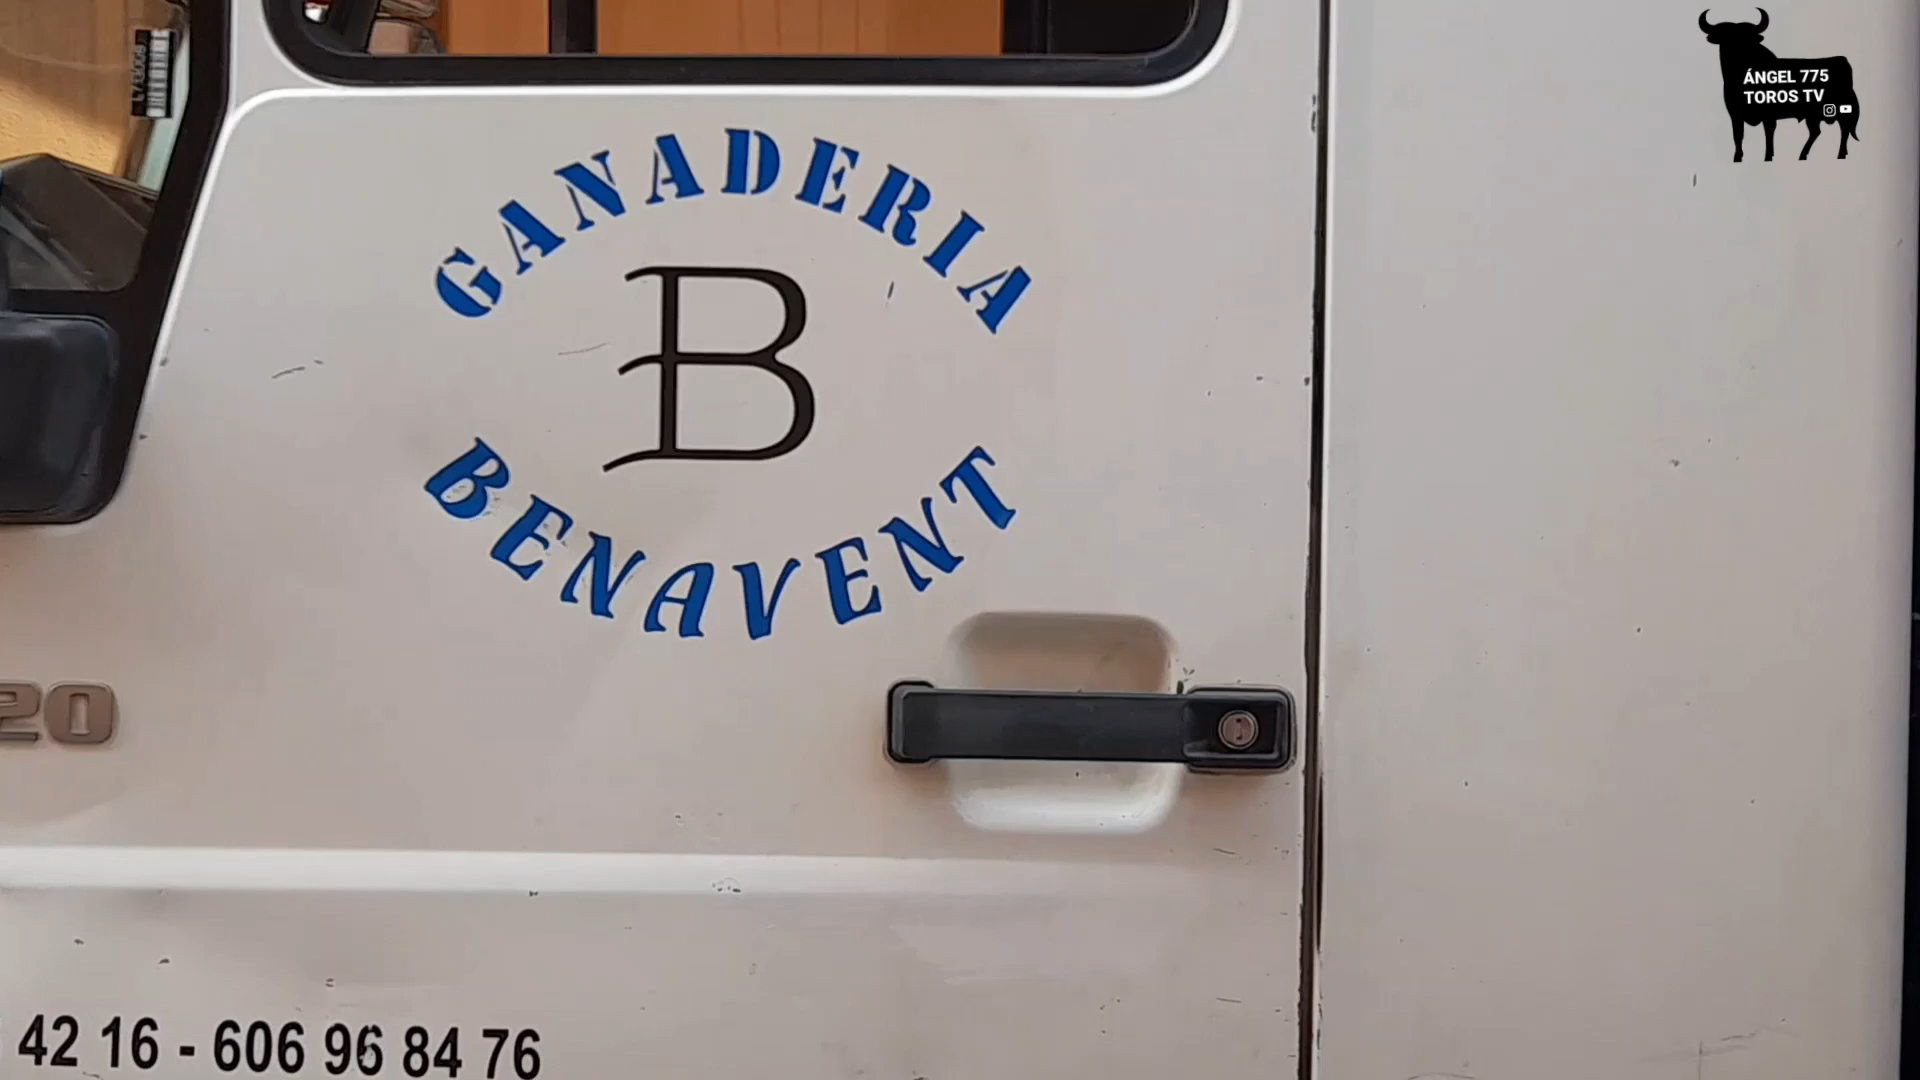 ÁNGEL 775
TOROS TV
GANADERIA
B
BENAVENT
20
42 16 - 606 96 84 76